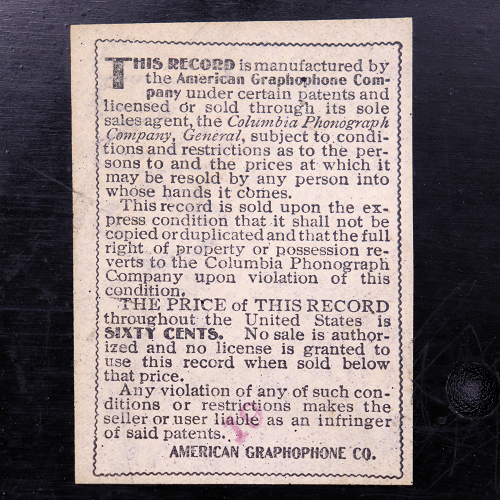 THIS RECORD is manufactured by
the American Graphophone Com-
pany under certain patents and
licensed or sold through its sole
sales agent, the Columbia Phonograph
Company, General, subject to condi-
tions and restrictions as to the per-
sons to and the prices at which it
may be resold by any person into
whose hands it comes.
This record is sold upon the ex-
press condition that it shall not be
copied or duplicated and that the full
right of property or possession re-
verts to the Columbia Phonograph
Company upon violation of this
condition.
THE PRICE of THIS RECORD
throughout the United States is
SIXTY CENTS. No sale is author-
ized and no license is granted to
use this record when sold below
that price.
Any violation of any of such con-
ditions or restrictions makes the
seller or user liable as an infringer
of said patents.
AMERICAN GRAPHOPHONE CO.